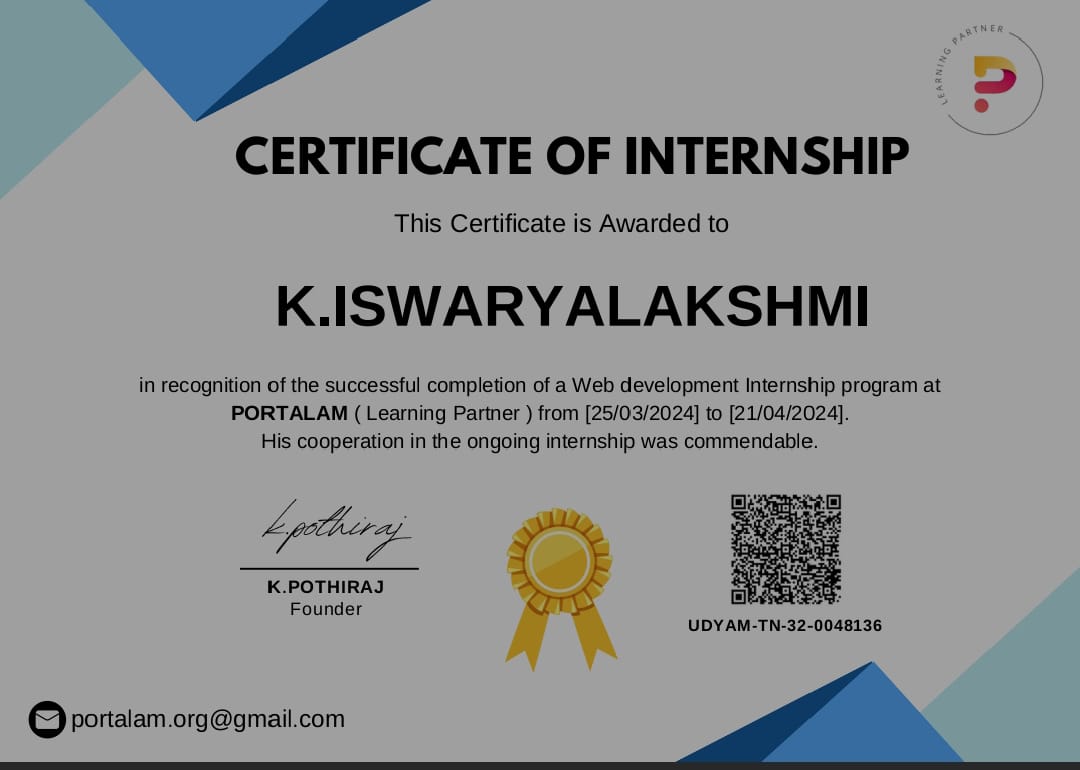 LEARNING PARTNER
CERTIFICATE OF INTERNSHIP
This Certificate is Awarded to
K.ISWARYALAKSHMI
in recognition of the successful completion of a Web development Internship program at
PORTALAM ( Learning Partner ) from [25/03/2024] to [21/04/2024].
His cooperation in the ongoing internship was commendable.
k.pothiraj
K.POTHIRAJ
Founder
UDYAM-TN-32-0048136
portalam.org@gmail.com